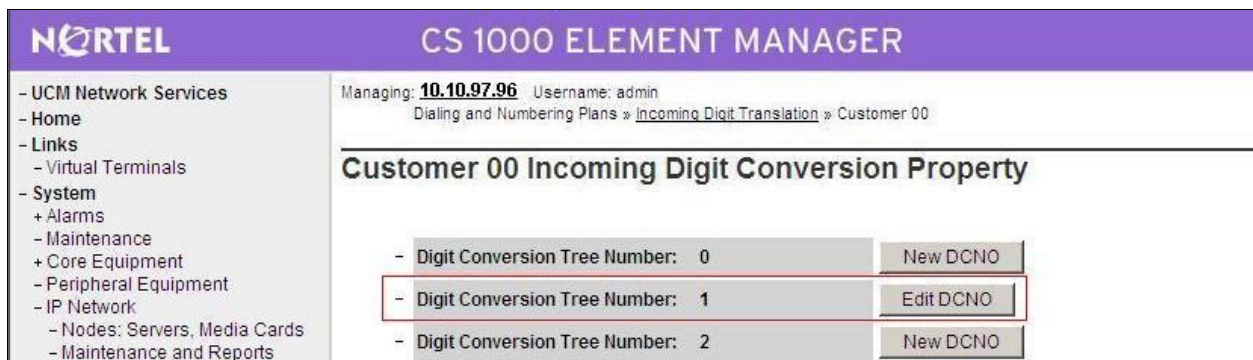 NORTEL
CS 1000 ELEMENT MANAGER
- UCM Network Services
- Home
- Links
- Virtual Terminals
- System
+ Alarms
- Maintenance
+ Core Equipment
- Peripheral Equipment
- IP Network
- Nodes: Servers, Media Cards
- Maintenance and Reports
Managing: 10.10.97.96 Username: admin
Dialing and Numbering Plans » Incoming Digit Translation » Customer 00
Customer 00 Incoming Digit Conversion Property
- Digit Conversion Tree Number: 0 New DCNO
- Digit Conversion Tree Number: 1 Edit DCNO
- Digit Conversion Tree Number: 2 New DCNO